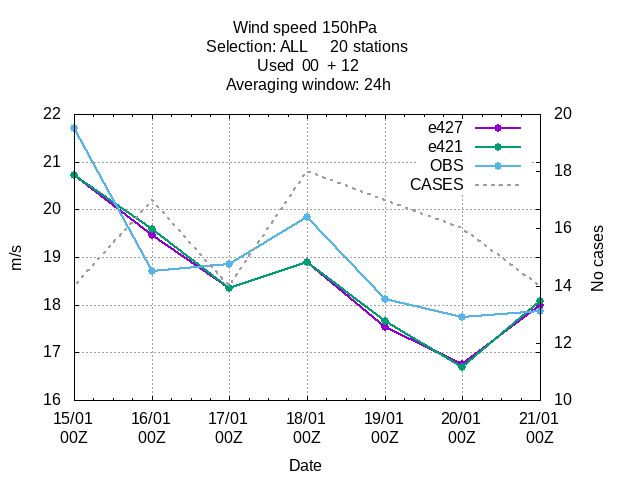 Wind speed 150hPa
Selection: ALL     20 stations
Used  00  + 12
Averaging window: 24h
22
21
20
19
18
17
16
m/s
20
18
16
14
12
10
No cases
e427
e421
OBS
CASES
15/01 16/01 17/01 18/01 19/01 20/01 21/01
00Z 00Z 00Z 00Z 00Z 00Z 00Z
Date